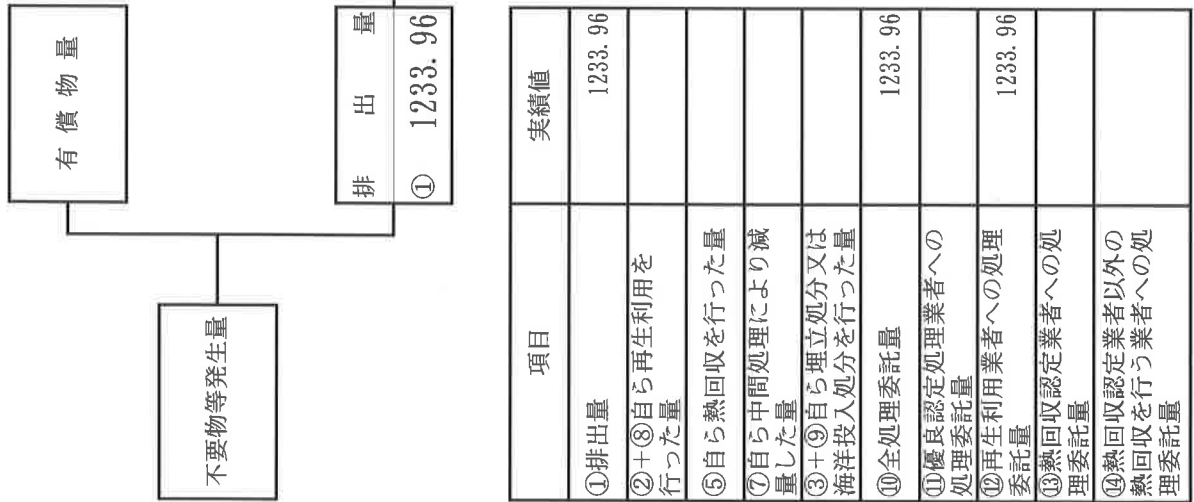 有償物量
不要物等発生量
排出量
① 1233.96
項目 実績値
①排出量 1233.96
②+⑧自ら再生利用を
行った量
⑤自ら熱回収を行った量
⑦自ら中間処理により減
量した量
③+⑨自ら埋立処分又は
海洋投入処分を行った量
⑩全処理委託量 1233.96
⑪優良認定処理業者への
処理委託量
⑫再生利用業者への処理
委託量 1233.96
⑬熱回収認定業者への処
理委託量
⑭熱回収認定業者以外の
熱回収を行う業者への処
理委託量